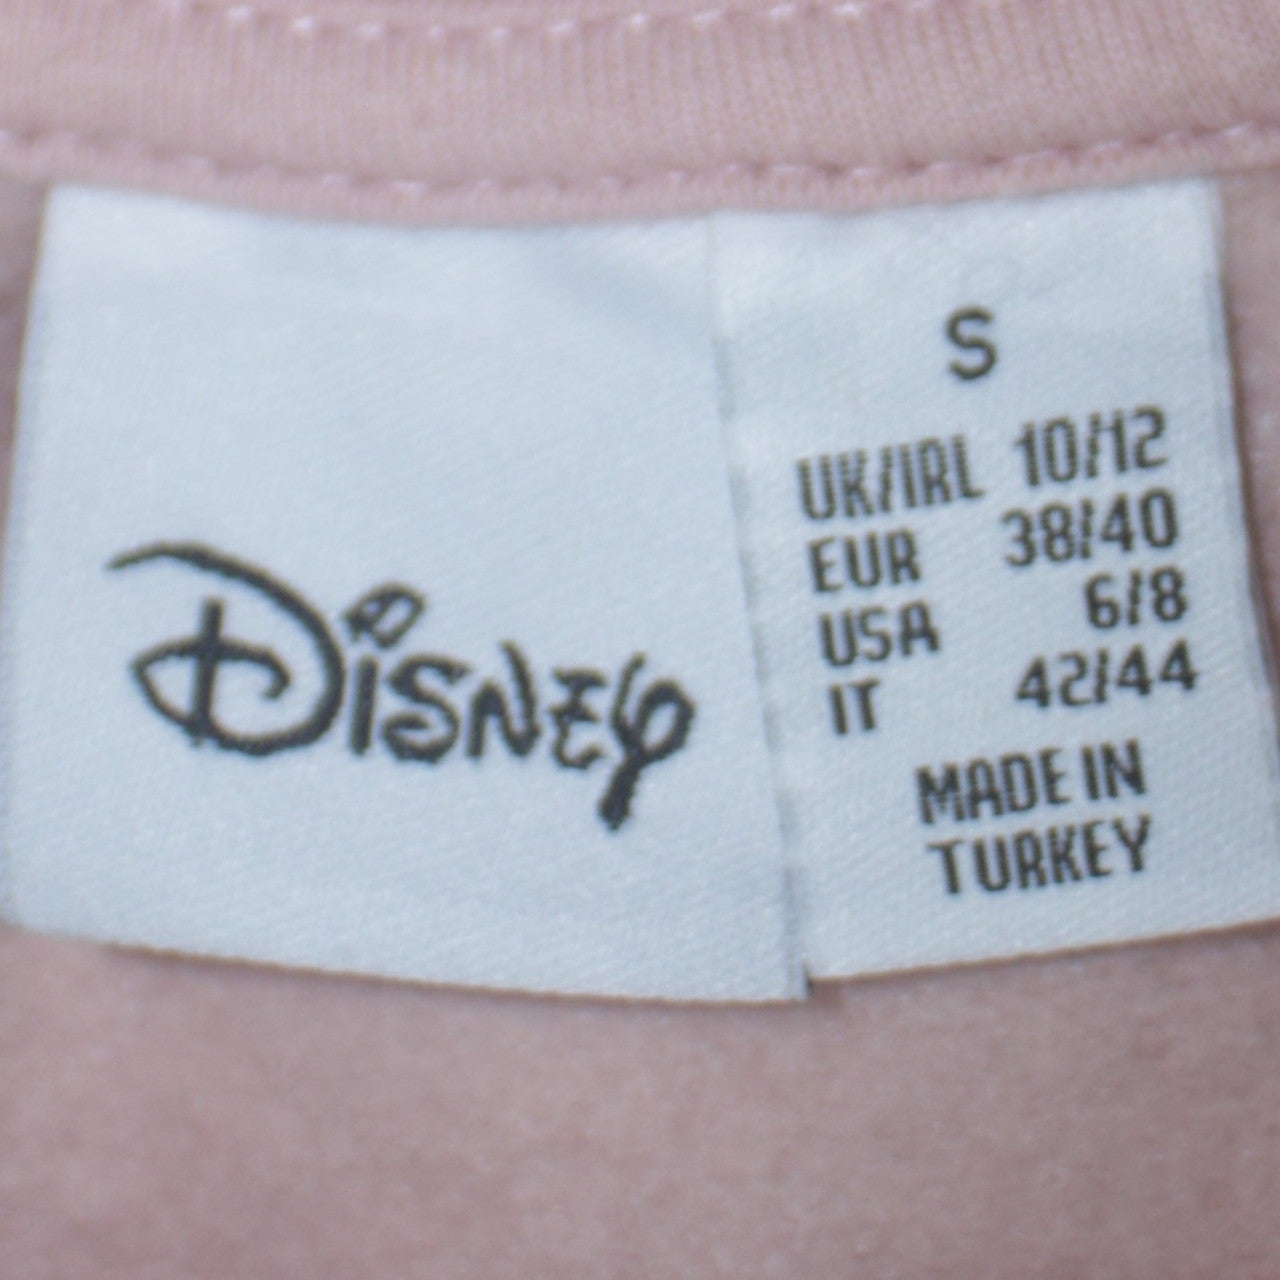 Disney
S
UK/IRL 10/12
EUR 38/40
USA 6/8
IT 42/44
MADE IN
TURKEY